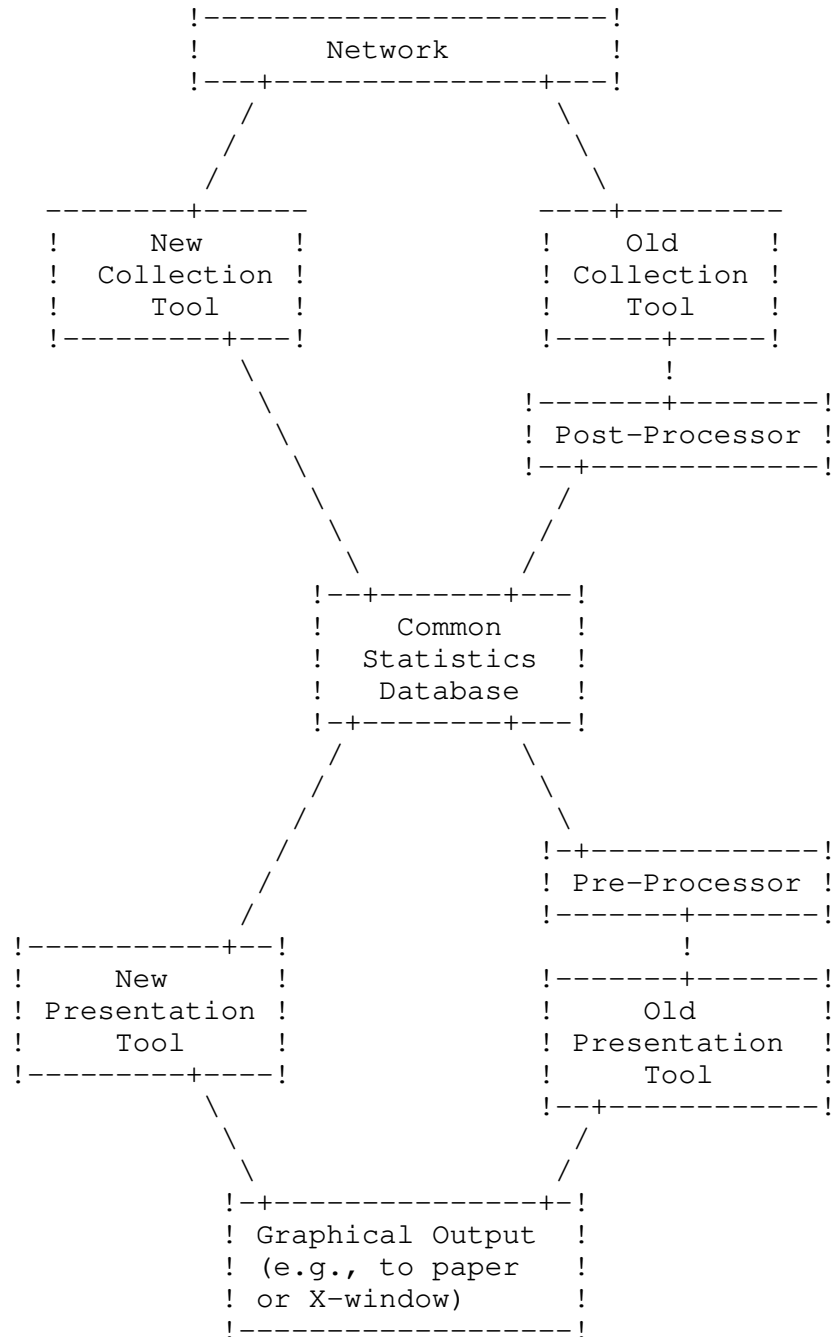 Network
New
Collection
Tool
Old
Collection
Tool
Post-Processor
Common
Statistics
Database
Pre-Processor
New
Presentation
Tool
Old
Presentation
Tool
Graphical Output
(e.g., to paper
or X-window)